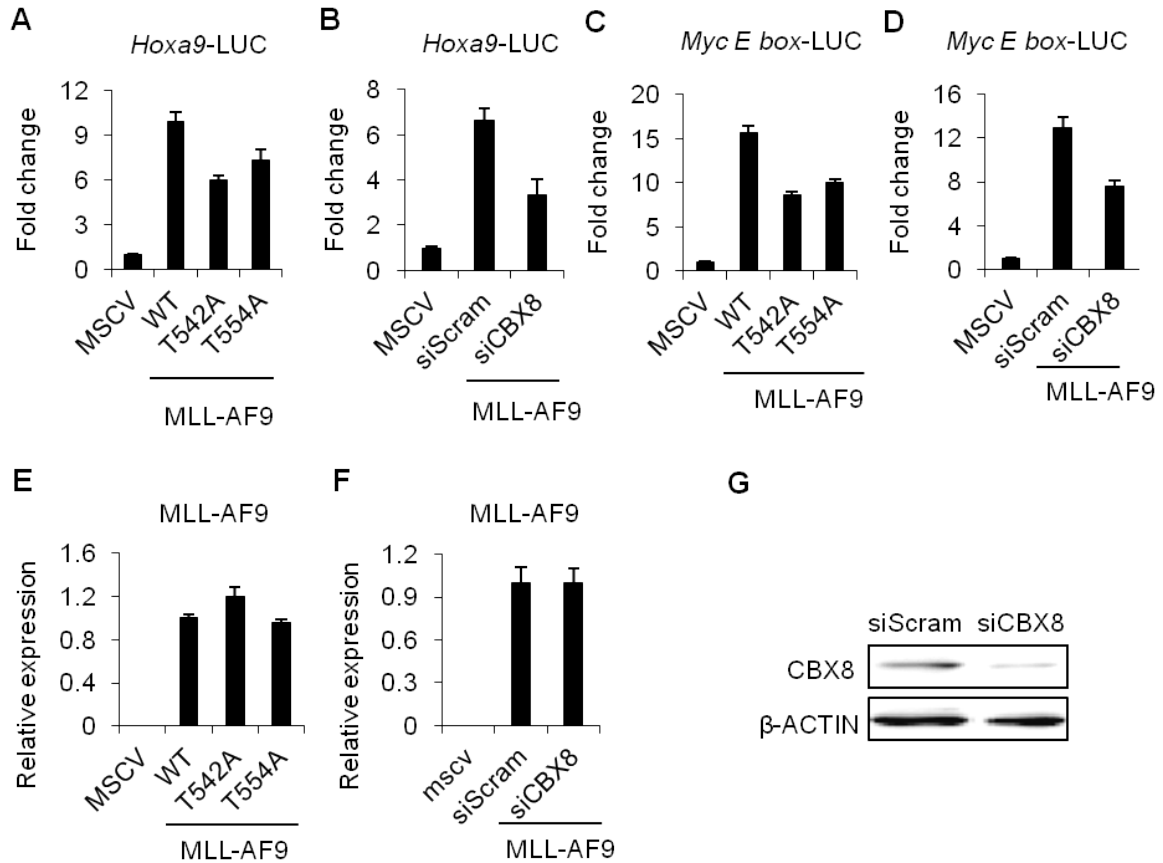 A
Hoxa9-LUC
Fold change
12
9
6
3
0
MSCV
WT
T542A
T554A
MLL-AF9
B
Hoxa9-LUC
Fold change
8
6
4
2
0
MSCV
siScram
siCBX8
MLL-AF9
C
Myc E box-LUC
Fold change
20
15
10
5
0
MSCV
WT
T542A
T554A
MLL-AF9
D
Myc E box-LUC
Fold change
16
12
8
4
0
MSCV
siScram
siCBX8
MLL-AF9
E
MLL-AF9
Relative expression
1.6
1.2
0.8
0.4
0
MSCV
WT
T542A
T554A
MLL-AF9
F
MLL-AF9
Relative expression
1.2
0.9
0.6
0.3
0
mscv
siScram
siCBX8
MLL-AF9
G
siScram siCBX8
CBX8
β-ACTIN